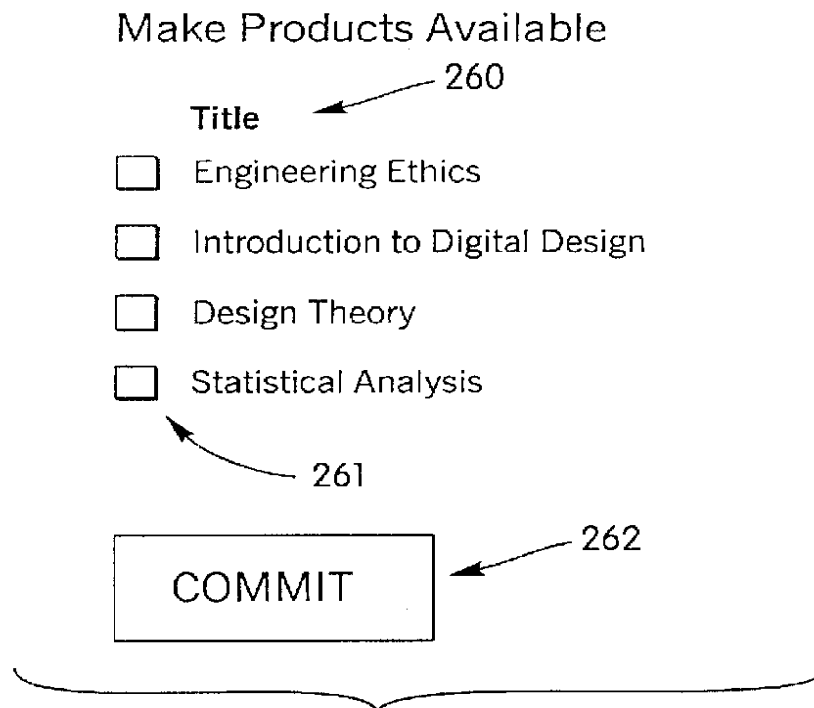 Make Products Available
260
Title
Engineering Ethics
Introduction to Digital Design
Design Theory
Statistical Analysis
261
262
COMMIT